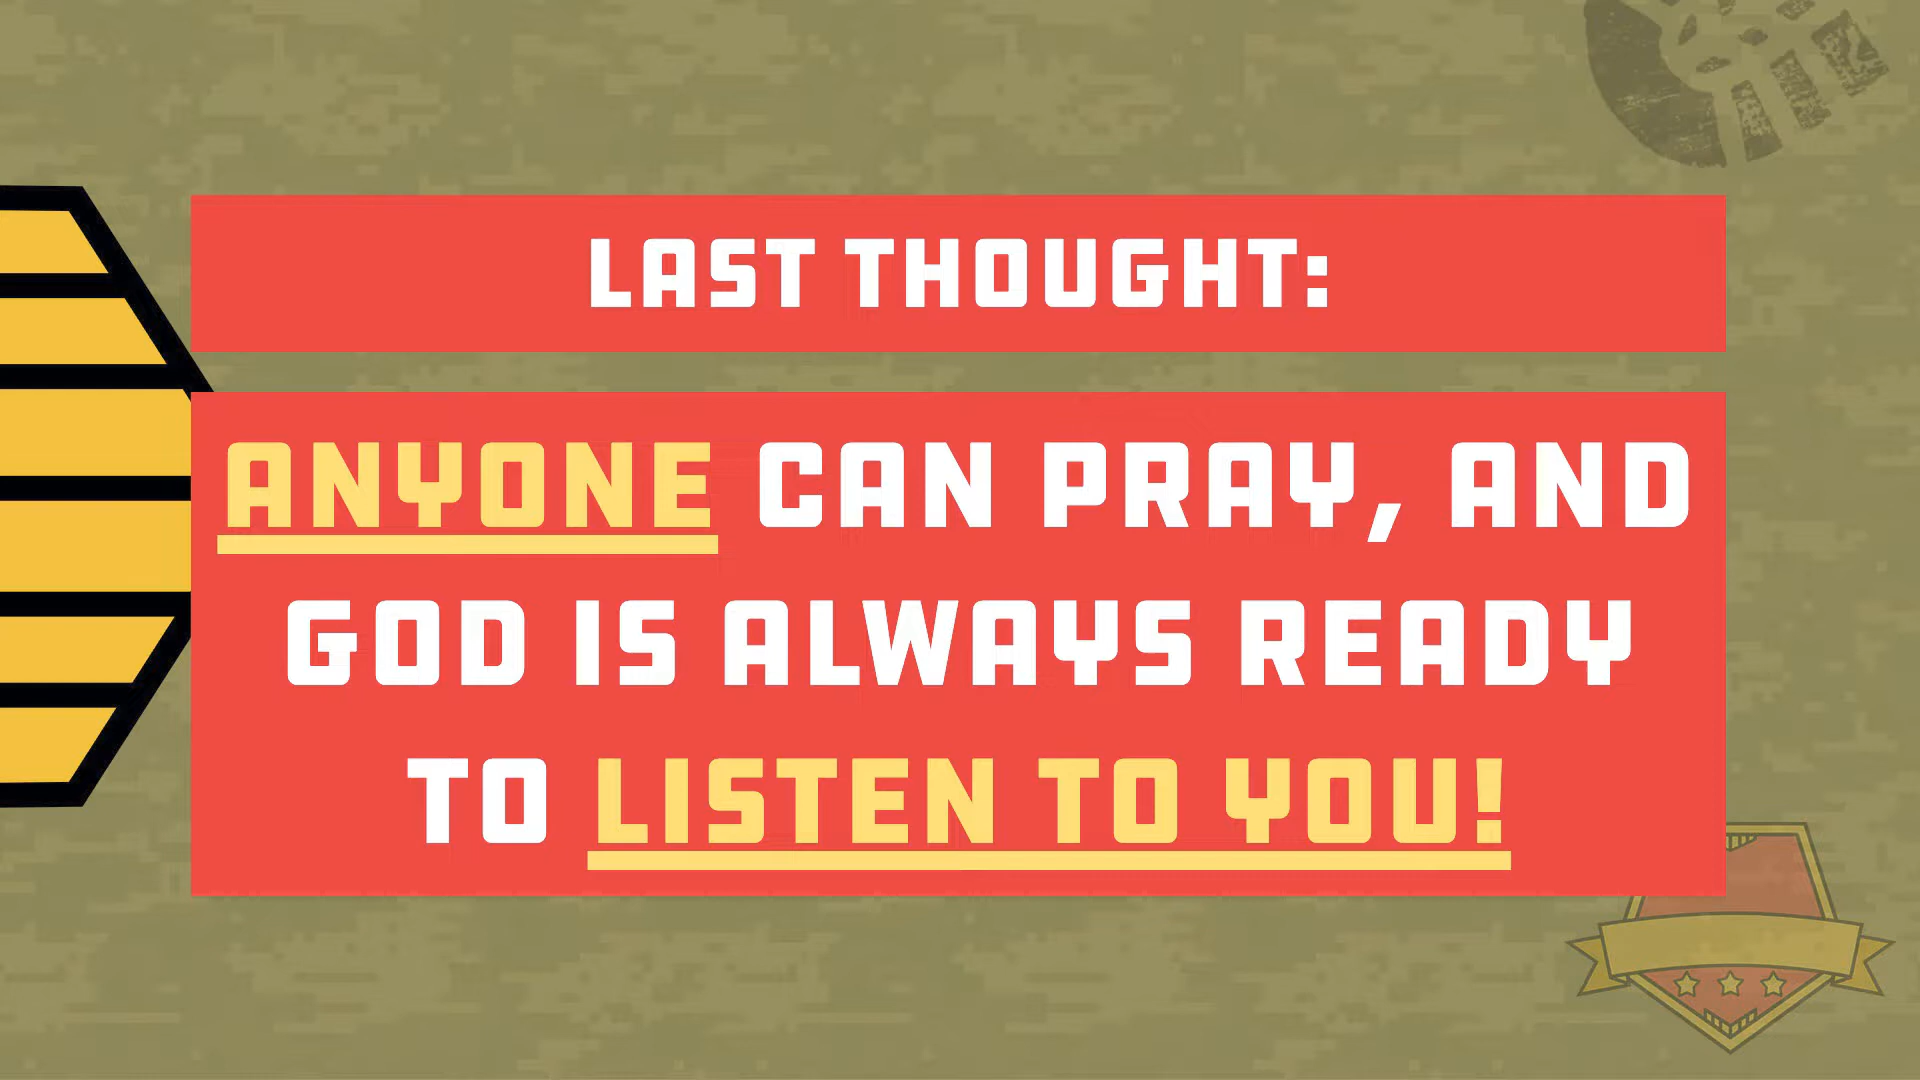 LAST THOUGHT:
ANYONE CAN PRAY, AND
GOD IS ALWAYS READY
TO LISTEN TO YOU!